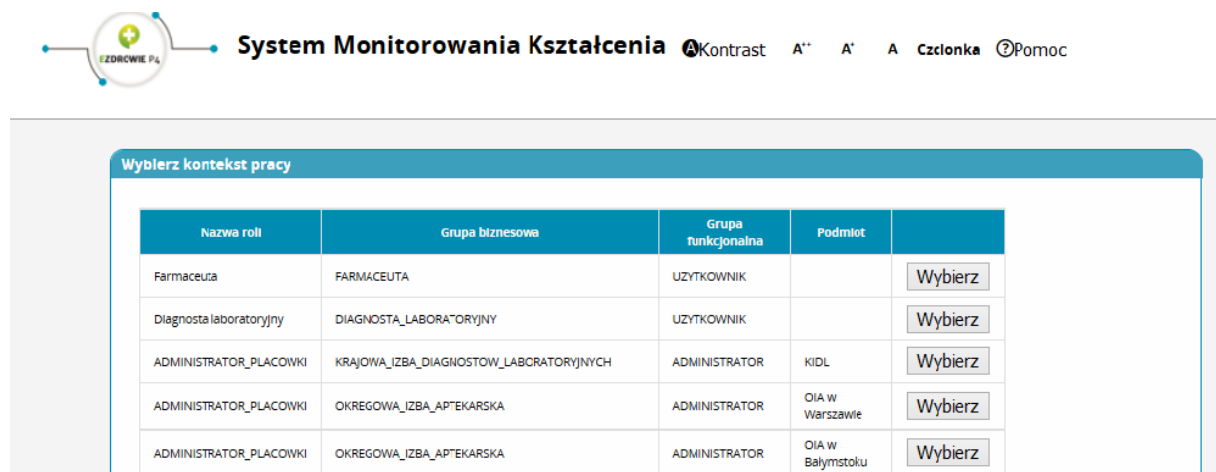 EZDROWIE P4
System Monitorowania Kształcenia AKontrast A++ A+ A Czcionka ?Pomoc
Wybierz kontekst pracy
Nazwa roli Grupa biznesowa Grupa funkcjonalna Podmiot
Farmaceuta FARMACEUTA UZYTKOWNIK Wybierz
Diagnosta laboratoryjny DIAGNOSTA_LABORATORYJNY UZYTKOWNIK Wybierz
ADMINISTRATOR_PLACOWKI KRAJOWA_IZBA_DIAGNOSTOW_LABORATORYJNYCH ADMINISTRATOR KIDL Wybierz
ADMINISTRATOR_PLACOWKI OKREGOWA_IZBA_APTEKARSKA ADMINISTRATOR OIA w Warszawie Wybierz
ADMINISTRATOR_PLACOWKI OKREGOWA_IZBA_APTEKARSKA ADMINISTRATOR OIA w Bałymstoku Wybierz